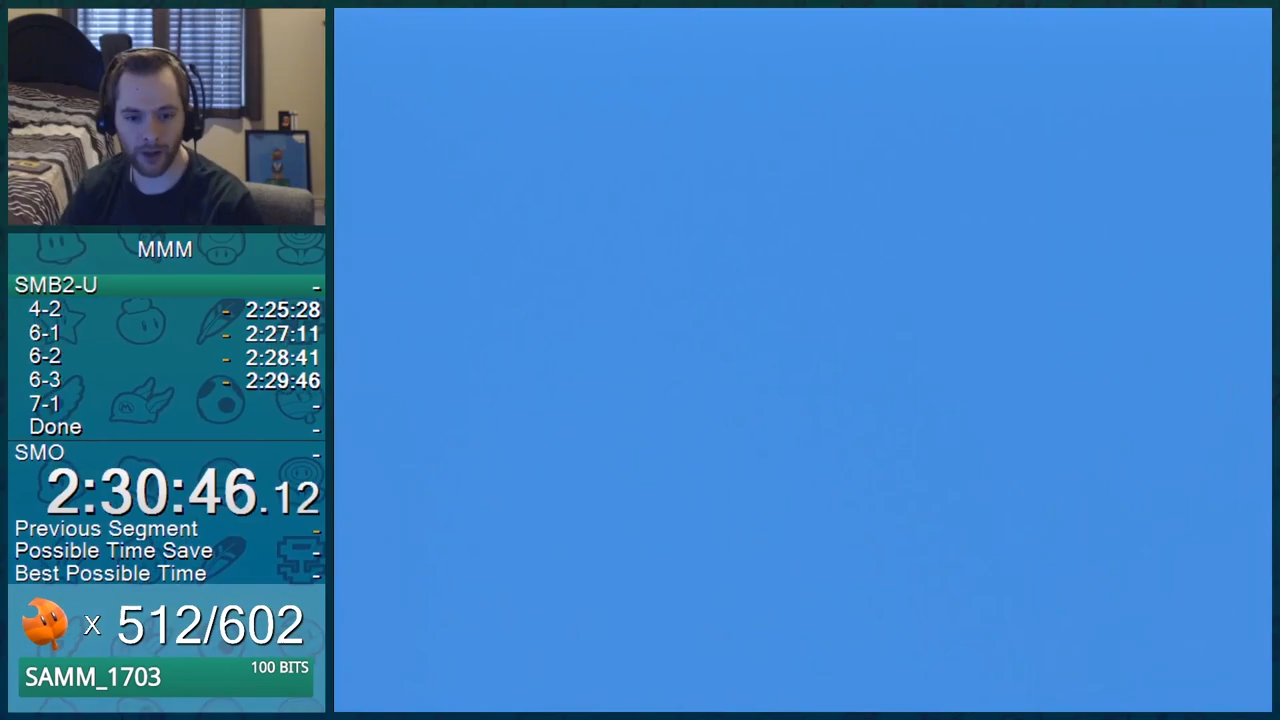 MMM
SMB2-U -
4-2 - 2:25:28
6-1 - 2:27:11
6-2 - 2:28:41
6-3 - 2:29:46
7-1 -
Done -
SMO -
2:30:46.12
Previous Segment -
Possible Time Save -
Best Possible Time -
x 512/602
SAMM_1703 100 BITS